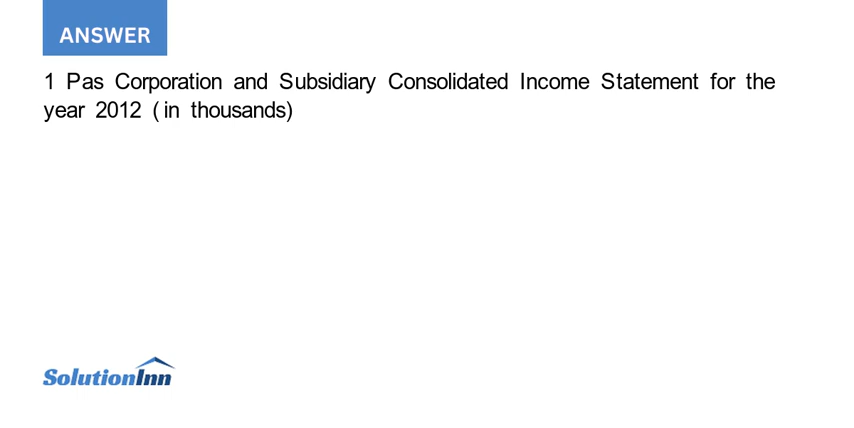 ANSWER
1 Pas Corporation and Subsidiary Consolidated Income Statement for the
year 2012 ( in thousands)
SolutionInn